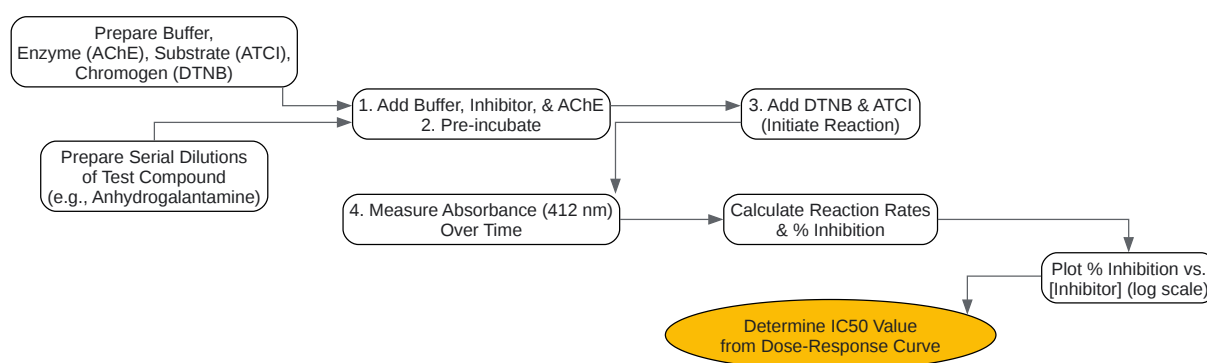 Prepare Buffer,
Enzyme (AChE), Substrate (ATCI),
Chromogen (DTNB)
Prepare Serial Dilutions
of Test Compound
(e.g., Anhydrogalantamine)
1. Add Buffer, Inhibitor, & AChE
2. Pre-incubate
3. Add DTNB & ATCI
(Initiate Reaction)
4. Measure Absorbance (412 nm)
Over Time
Calculate Reaction Rates
& % Inhibition
Plot % Inhibition vs.
[Inhibitor] (log scale)
Determine IC50 Value
from Dose-Response Curve